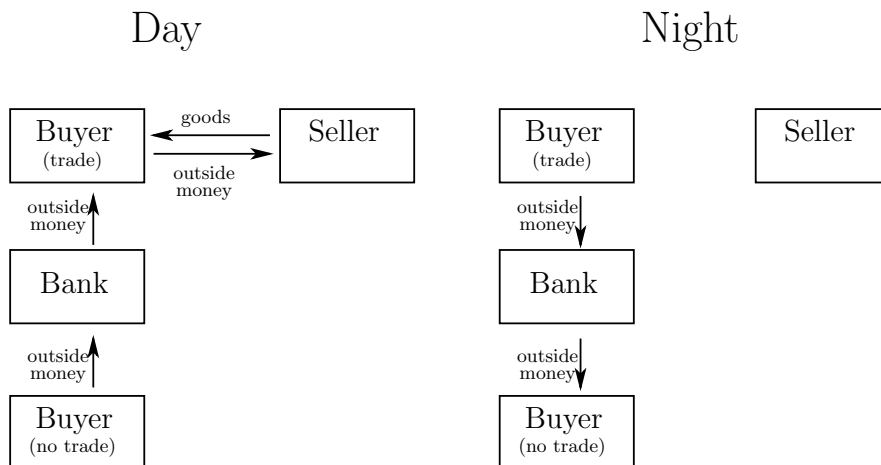 Day
Night
Buyer
(trade)
goods
outside
money
Seller
outside
money
Bank
outside
money
Buyer
(no trade)
Buyer
(trade)
Seller
outside
money
Bank
outside
money
Buyer
(no trade)